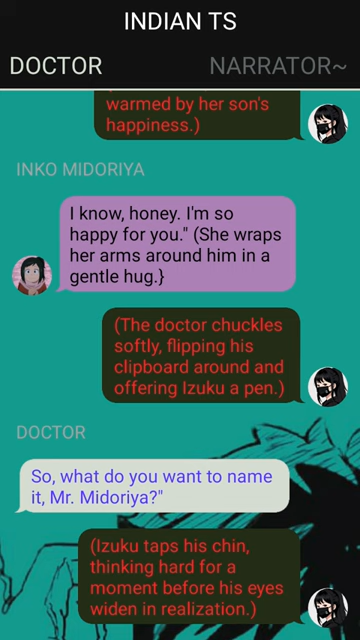 INDIAN TS
DOCTOR
NARRATOR~
warmed by her son's
happiness.)
INKO MIDORIYA
I know, honey. I'm so
happy for you." (She wraps
her arms around him in a
gentle hug.}
(The doctor chuckles
softly, flipping his
clipboard around and
offering Izuku a pen.)
DOCTOR
So, what do you want to name
it, Mr. Midoriya?"
(Izuku taps his chin,
thinking hard for a
moment before his eyes
widen in realization.)